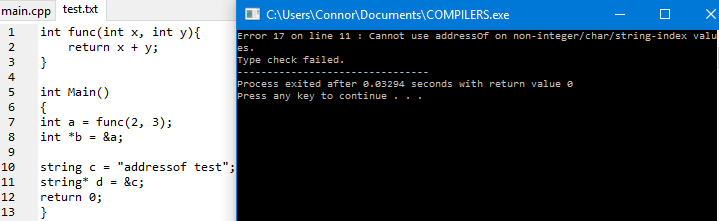 main.cpp test.txt
1 int func(int x, int y){
2 return x + y;
3 }
4
5 int Main()
6 {
7 int a = func(2, 3);
8 int *b = &a;
9
10 string c = "addressof test";
11 string* d = &c;
12 return 0;
13 }
C:\Users\Connor\Documents\COMPILERS.exe
Error 17 on line 11 : Cannot use addressOf on non-integer/char/string-index valu
es.
Type check failed.
--------------------------------
Process exited after 0.03294 seconds with return value 0
Press any key to continue . . .